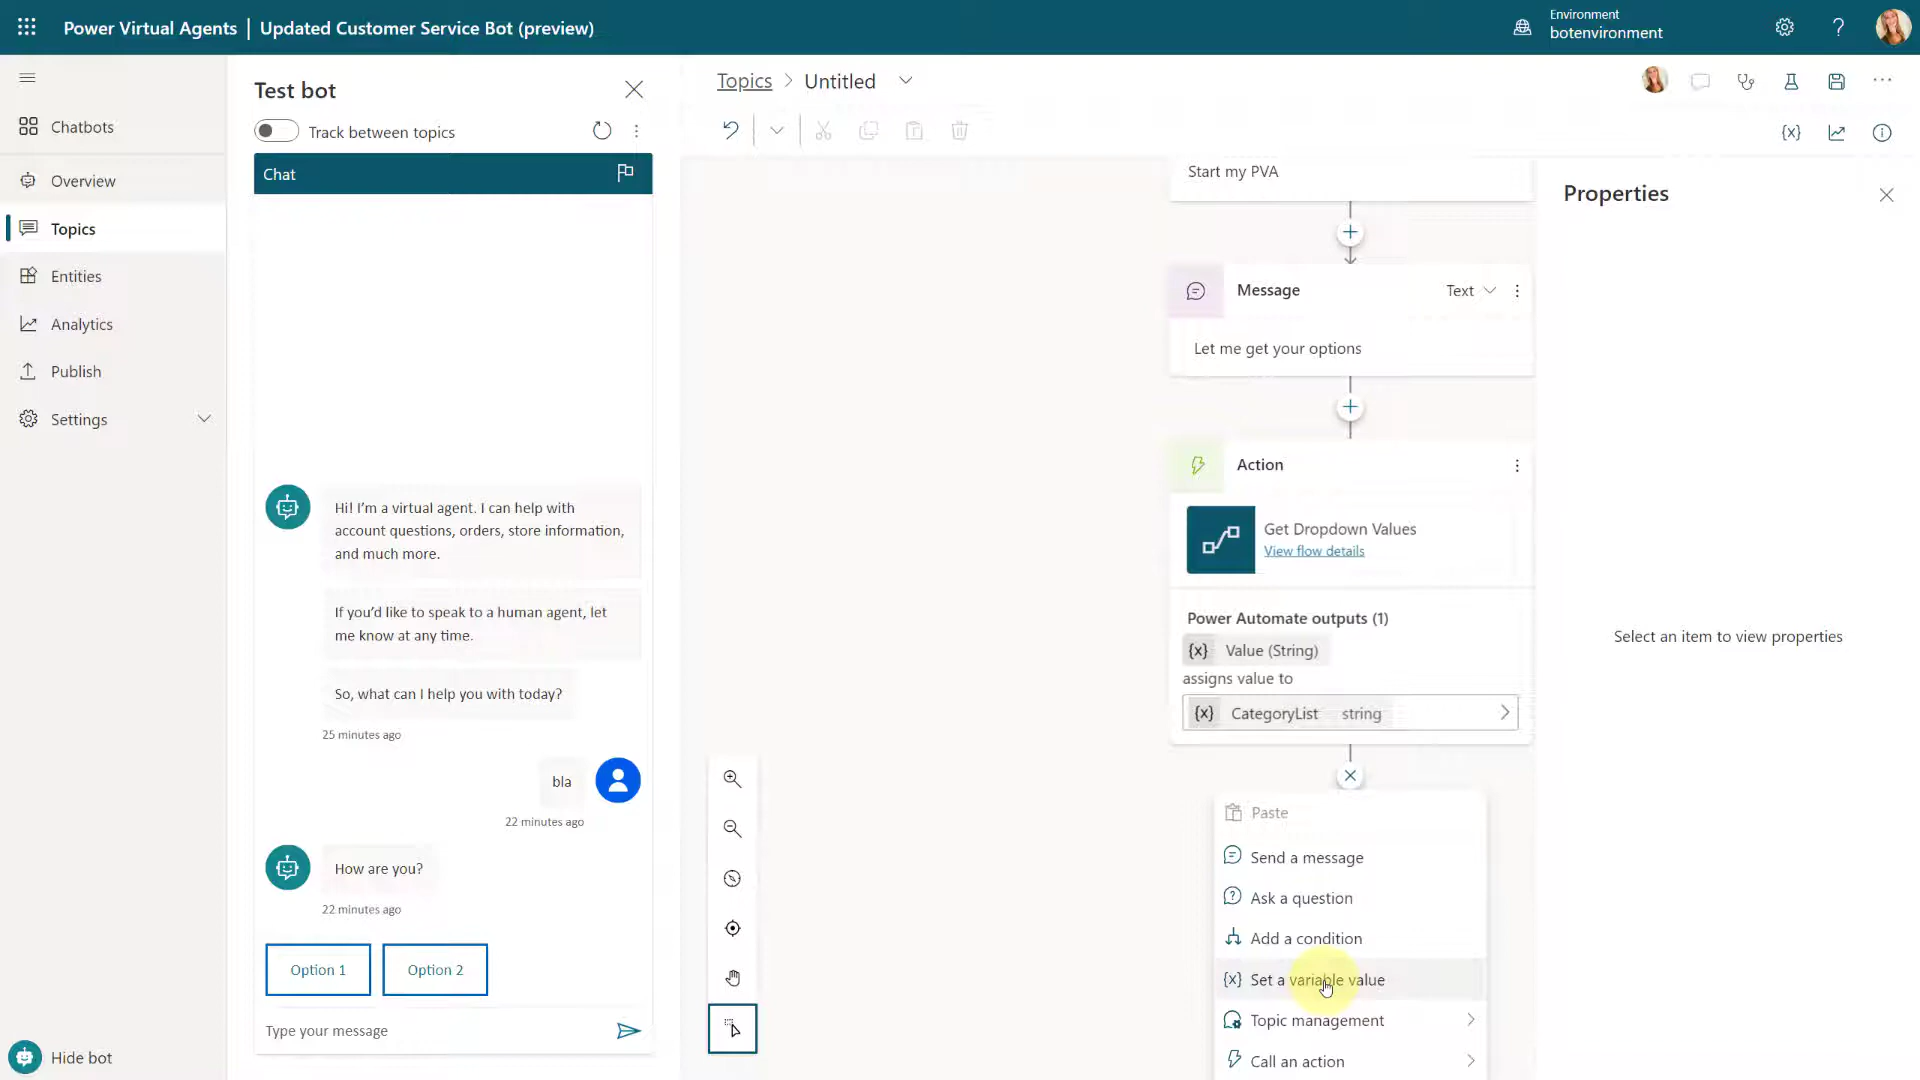 Power Virtual Agents | Updated Customer Service Bot (preview)
Environment
botenvironment
Chatbots
Overview
Topics
Entities
Analytics
Publish
Settings
Hide bot
Test bot
Track between topics
Chat
Hi! I'm a virtual agent. I can help with
account questions, orders, store information,
and much more.
If you'd like to speak to a human agent, let
me know at any time.
So, what can I help you with today?
25 minutes ago
bla
22 minutes ago
How are you?
22 minutes ago
Option 1
Option 2
Type your message
Topics > Untitled
Start my PVA
Message
Text
Let me get your options
Action
Get Dropdown Values
View flow details
Power Automate outputs (1)
{x} Value (String)
assigns value to
{x} CategoryList string
Paste
Send a message
Ask a question
Add a condition
{x} Set a variable value
Topic management
Call an action
{x}
Properties
Select an item to view properties